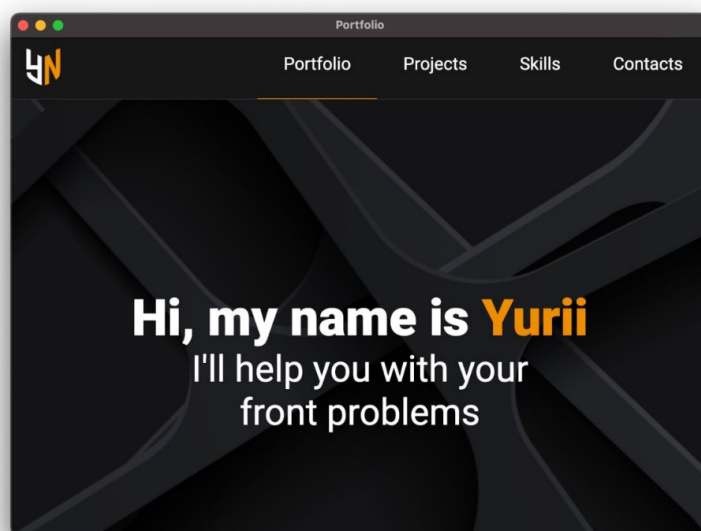 Portfolio
YN
Portfolio Projects Skills Contacts
Hi, my name is Yurii
I'll help you with your
front problems